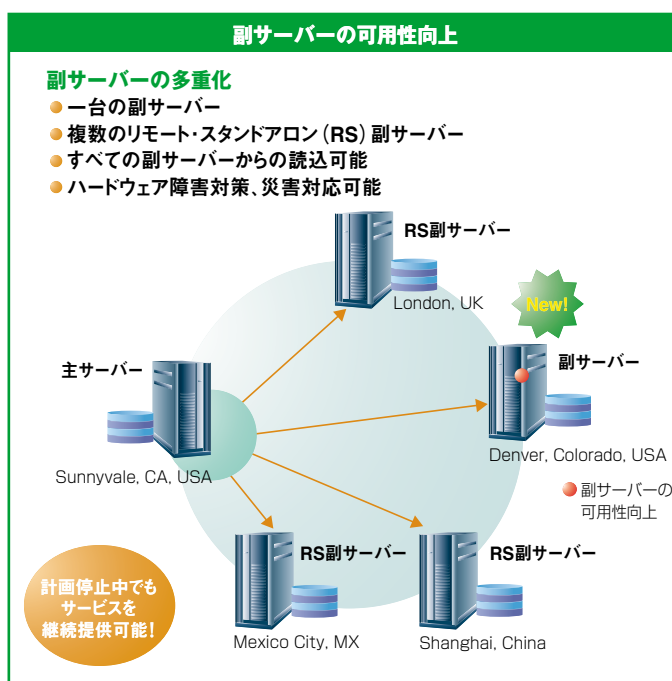 副サーバーの可用性向上
副サーバーの多重化
●一台の副サーバー
●複数のリモート・スタンドアロン（RS）副サーバー
●すべての副サーバーからの読込可能
●ハードウェア障害対策、災害対応可能
RS副サーバー
London, UK
New!
主サーバー
副サーバー
Sunnyvale, CA, USA
Denver, Colorado, USA
●副サーバーの
可用性向上
RS副サーバー
RS副サーバー
計画停止中でも
サービスを
継続提供可能！
Mexico City, MX
Shanghai, China